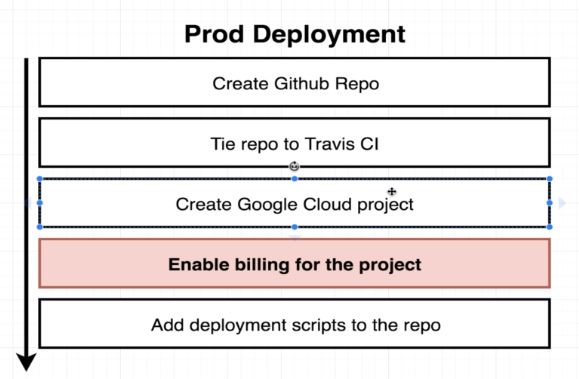 Prod Deployment
Create Github Repo
Tie repo to Travis CI
Create Google Cloud project
Enable billing for the project
Add deployment scripts to the repo